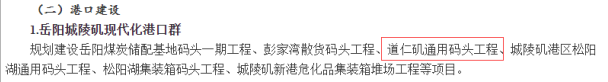 （二）港口建设
1.岳阳城陵矶现代化港口群
规划建设岳阳煤炭储配基地码头一期工程、彭家湾散货码头工程、道仁矶通用码头工程、城陵矶港区松阳
湖通用码头工程、松阳湖集装箱码头工程、城陵矶新港危化品集装箱堆场工程等项目。